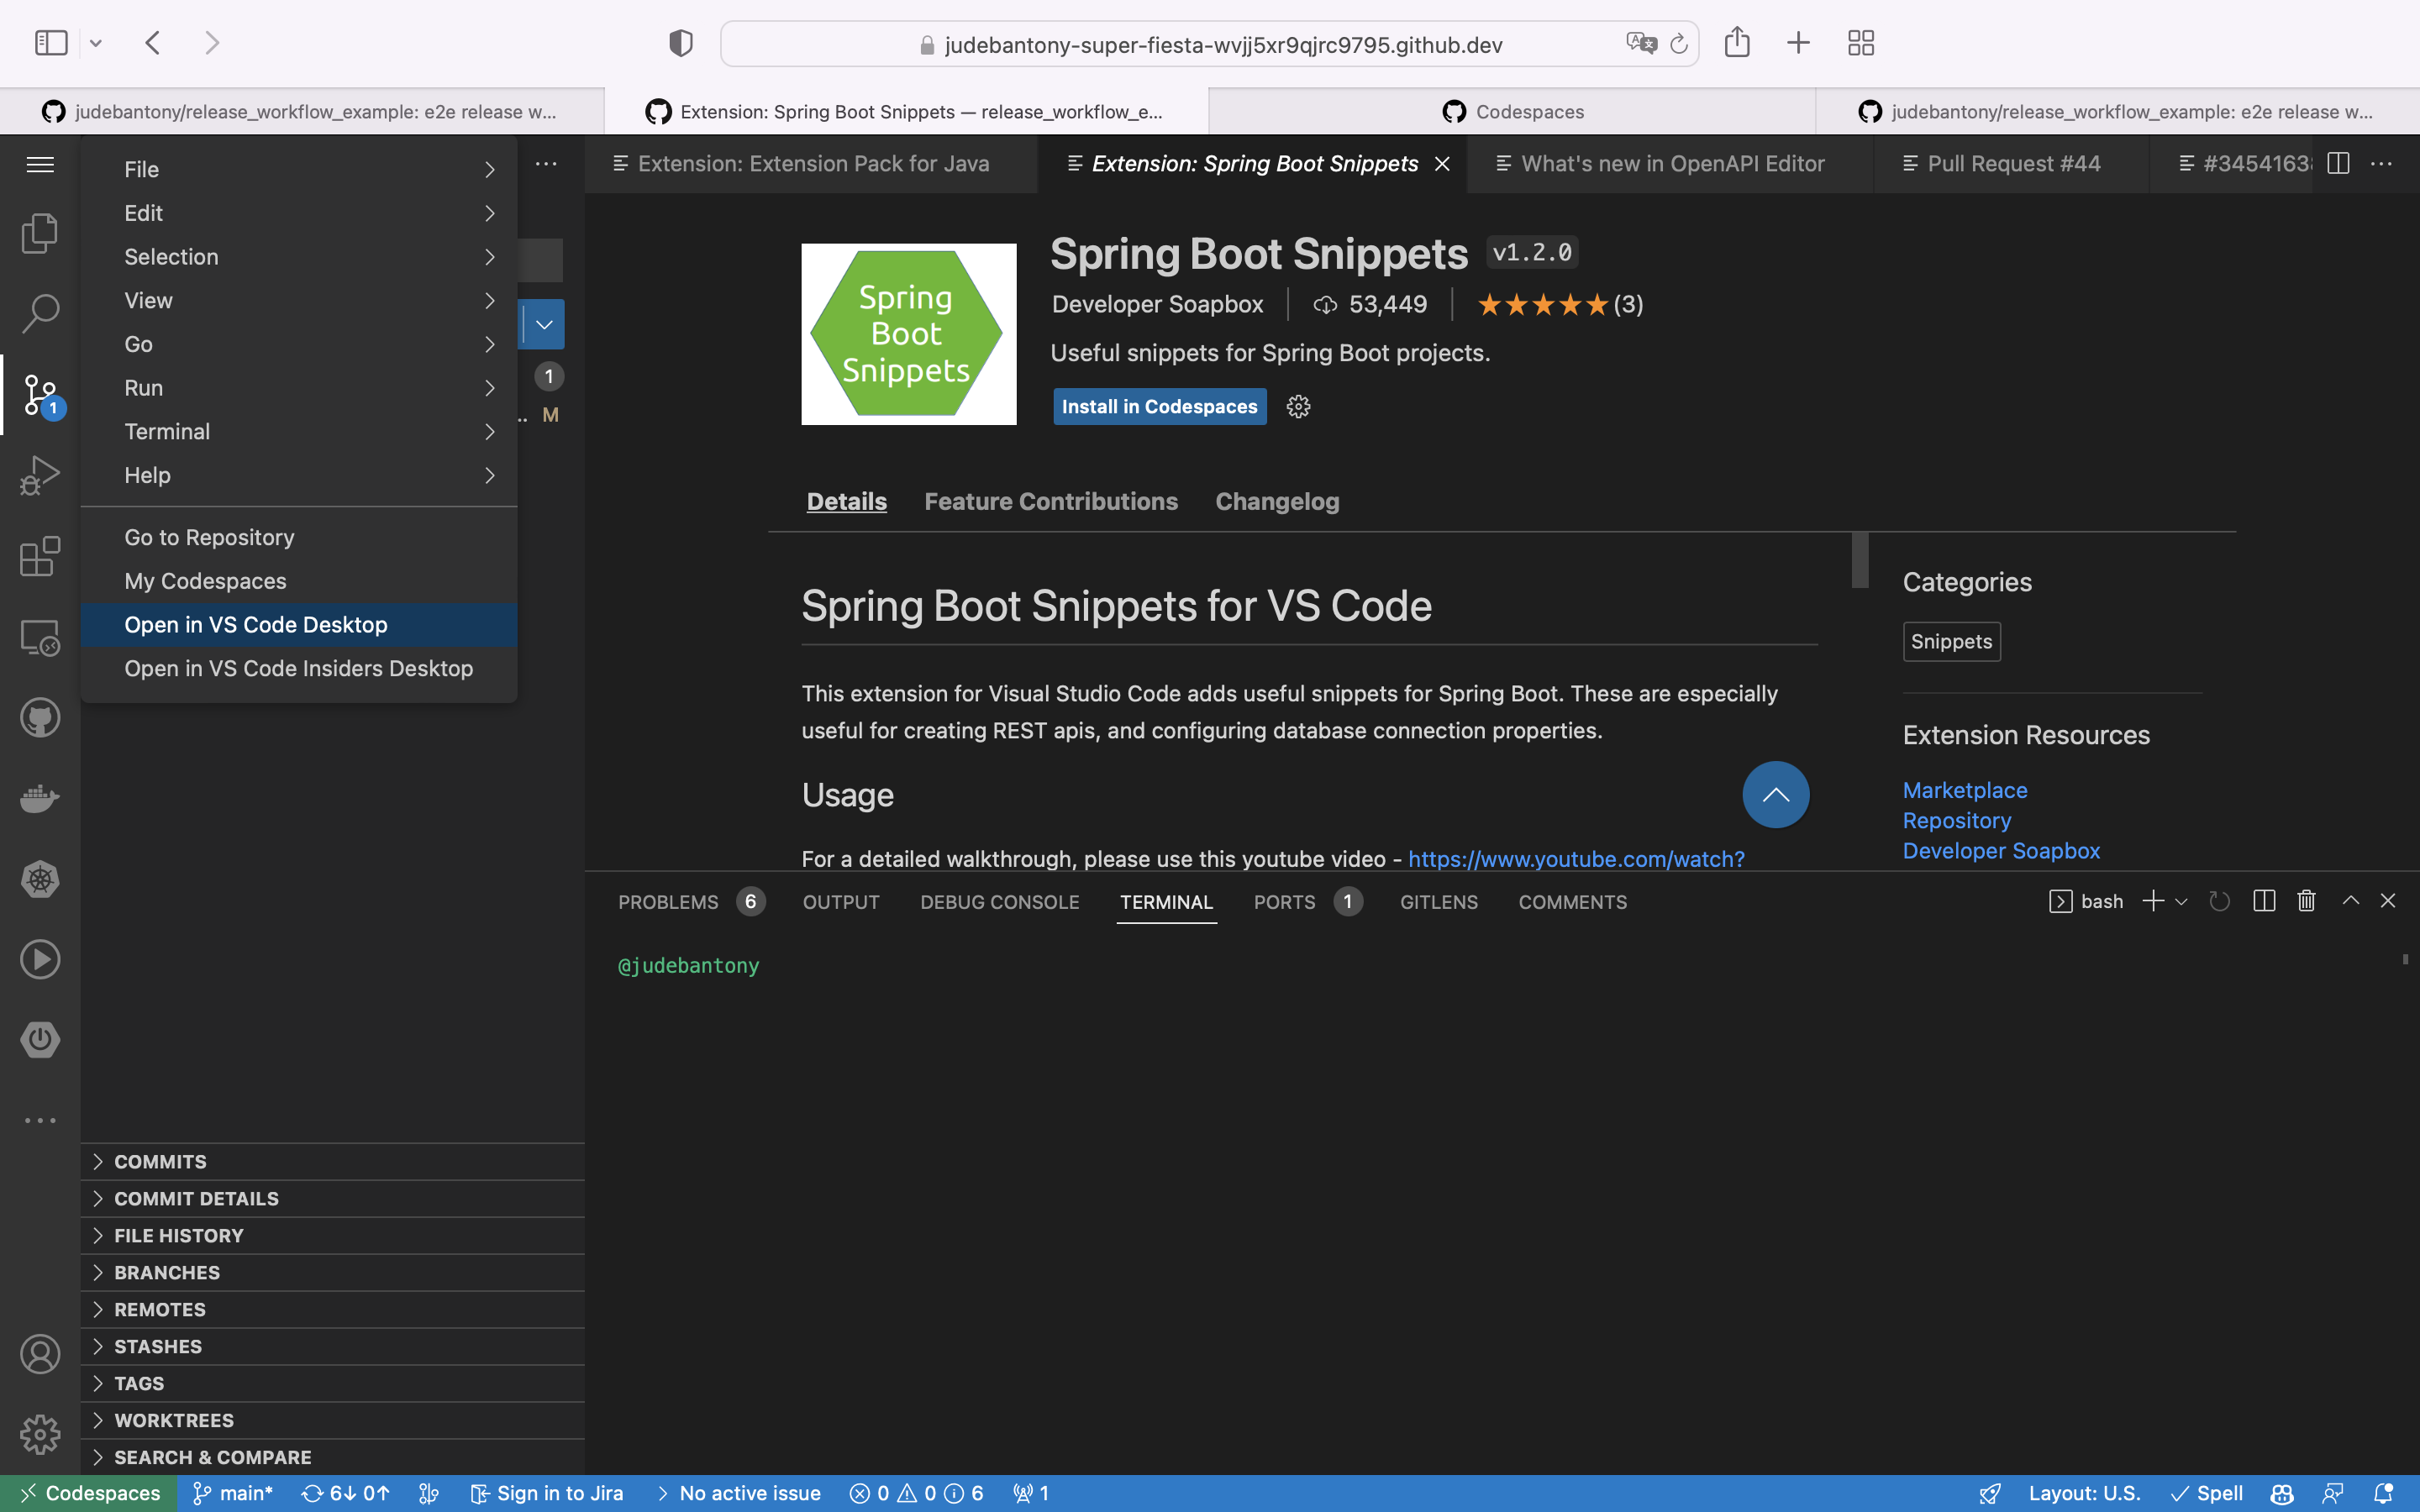 judebantony-super-fiesta-wvjj5xr9qjrc9795.github.dev
judebantony/release_workflow_example: e2e release w...
Extension: Spring Boot Snippets — release_workflow_e...
Codespaces
judebantony/release_workflow_example: e2e release w...
File
Edit
Selection
View
Go
Run
Terminal
Help
Go to Repository
My Codespaces
Open in VS Code Desktop
Open in VS Code Insiders Desktop
1
1
.. M
Extension: Extension Pack for Java
Extension: Spring Boot Snippets
What's new in OpenAPI Editor
Pull Request #44
#3454163
Spring
Boot
Snippets
Spring Boot Snippets v1.2.0
Developer Soapbox 53,449 (3)
Useful snippets for Spring Boot projects.
Install in Codespaces
Details Feature Contributions Changelog
Spring Boot Snippets for VS Code
This extension for Visual Studio Code adds useful snippets for Spring Boot. These are especially
useful for creating REST apis, and configuring database connection properties.
Usage
For a detailed walkthrough, please use this youtube video - https://www.youtube.com/watch?
Categories
Snippets
Extension Resources
Marketplace
Repository
Developer Soapbox
PROBLEMS 6 OUTPUT DEBUG CONSOLE TERMINAL PORTS 1 GITLENS COMMENTS
bash
@judebantony
COMMITS
COMMIT DETAILS
FILE HISTORY
BRANCHES
REMOTES
STASHES
TAGS
WORKTREES
SEARCH & COMPARE
Codespaces main* 6↓ 0↑ Sign in to Jira No active issue 0 0 6 1 Layout: U.S. Spell